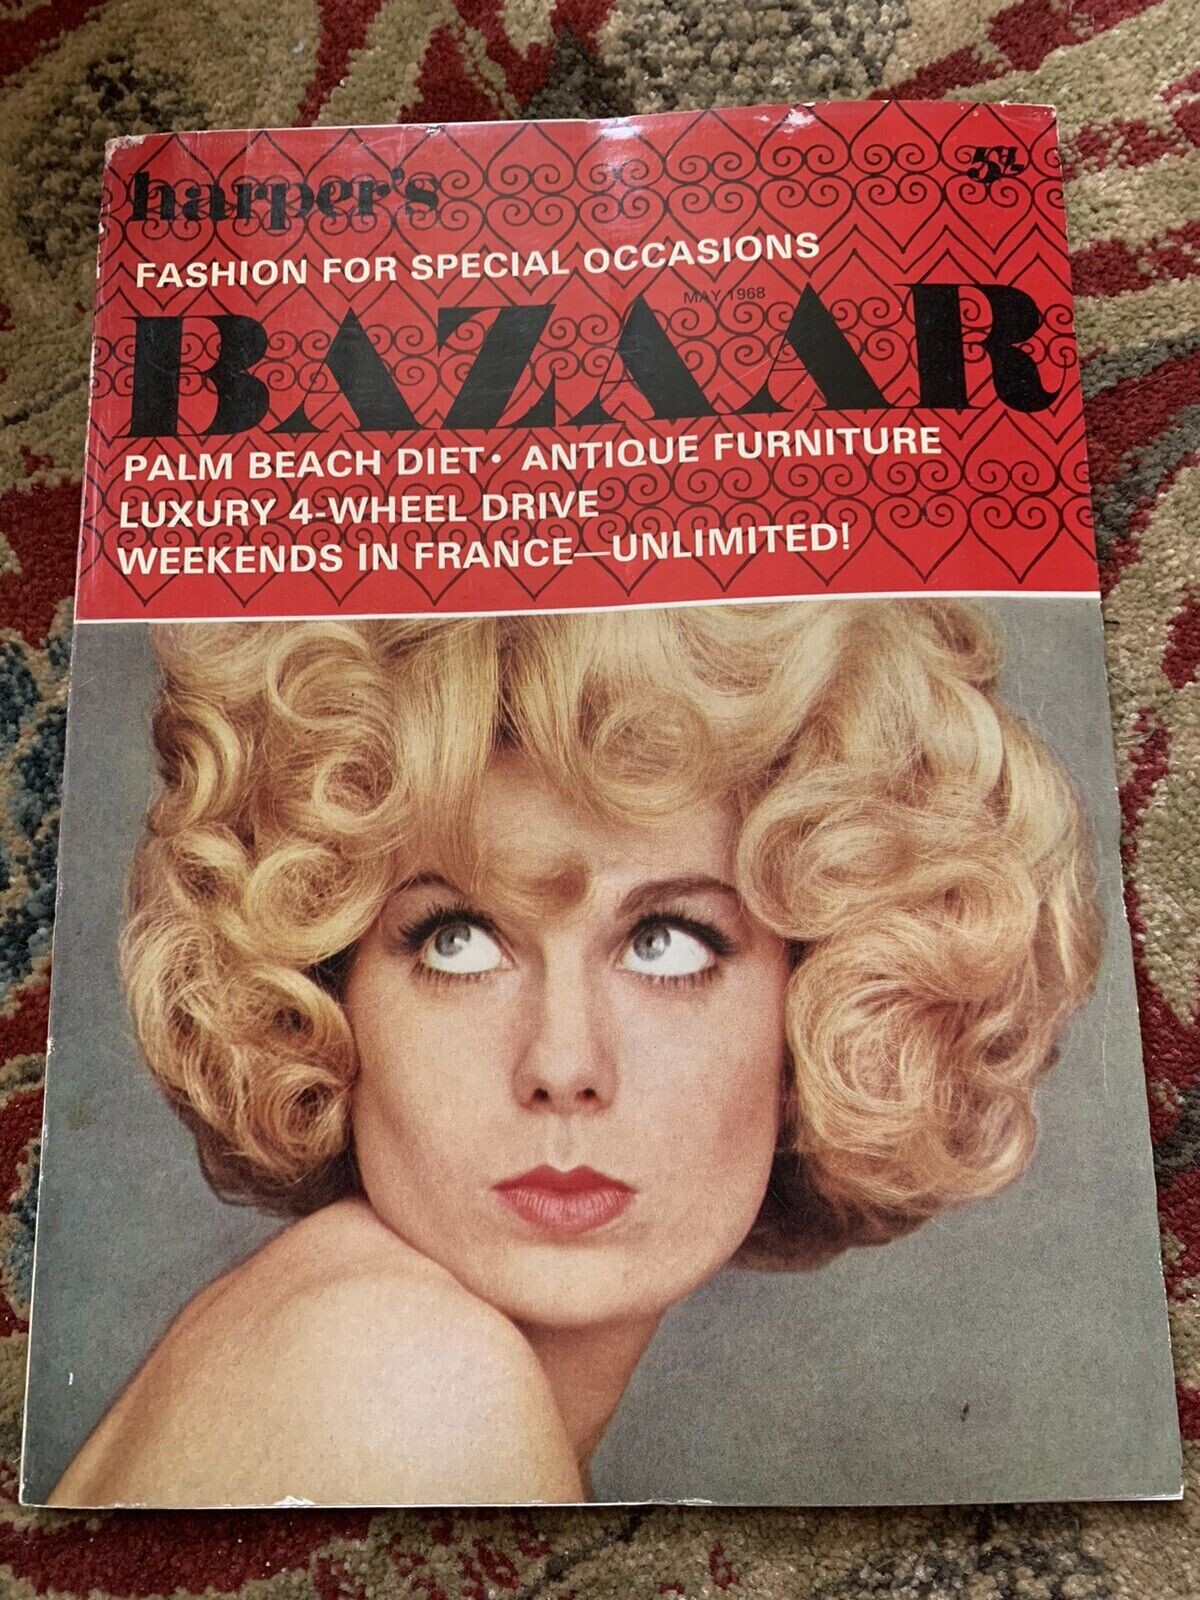 harper's
FASHION FOR SPECIAL OCCASIONS
MAY 1968
BAZAAR
PALM BEACH DIET • ANTIQUE FURNITURE
LUXURY 4-WHEEL DRIVE
WEEKENDS IN FRANCE—UNLIMITED!